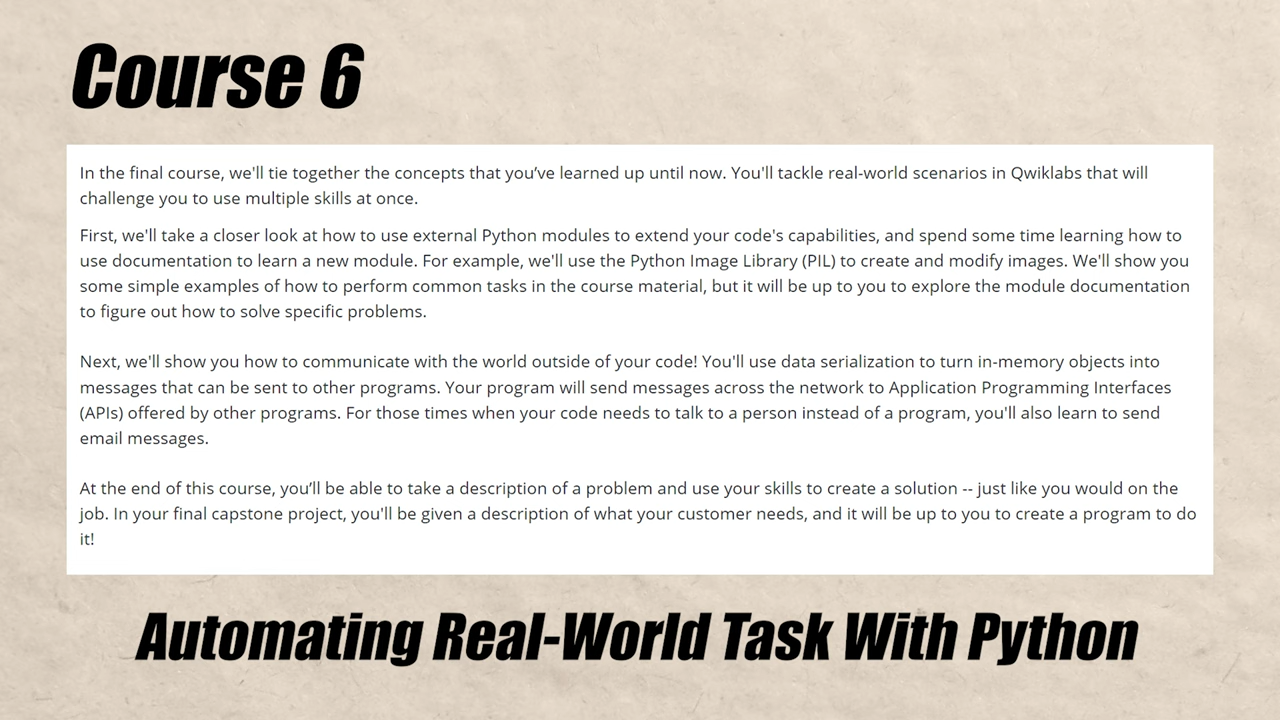 Course 6
In the final course, we'll tie together the concepts that you’ve learned up until now. You'll tackle real-world scenarios in Qwiklabs that will
challenge you to use multiple skills at once.
First, we'll take a closer look at how to use external Python modules to extend your code's capabilities, and spend some time learning how to
use documentation to learn a new module. For example, we'll use the Python Image Library (PIL) to create and modify images. We'll show you
some simple examples of how to perform common tasks in the course material, but it will be up to you to explore the module documentation
to figure out how to solve specific problems.
Next, we'll show you how to communicate with the world outside of your code! You'll use data serialization to turn in-memory objects into
messages that can be sent to other programs. Your program will send messages across the network to Application Programming Interfaces
(APIs) offered by other programs. For those times when your code needs to talk to a person instead of a program, you'll also learn to send
email messages.
At the end of this course, you’ll be able to take a description of a problem and use your skills to create a solution -- just like you would on the
job. In your final capstone project, you'll be given a description of what your customer needs, and it will be up to you to create a program to do
it!
Automating Real-World Task With Python